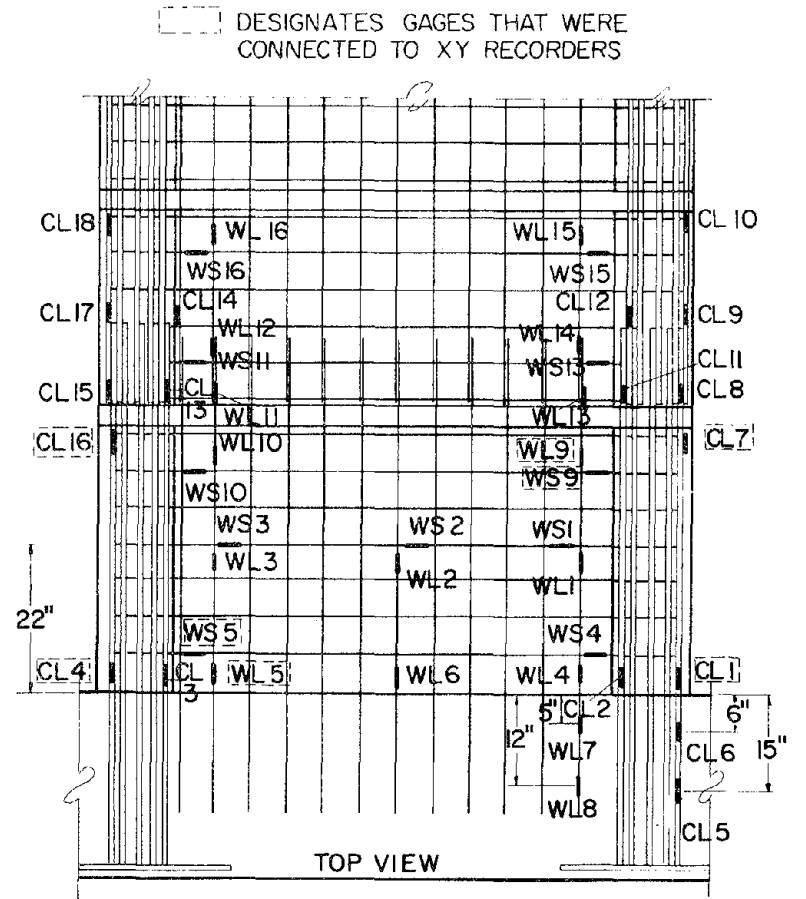 DESIGNATES GAGES THAT WERE
CONNECTED TO XY RECORDERS
CL18
WL16
WL15
CL10
WS16
WS15
CL17
CL14
CL12
CL9
WL12
WL14
WS11
WS13
CL11
CL15
CL
13
WL11
WL13
CL8
CL16
WL10
WL9
CL7
WS10
WS9
WS3
WS2
WS1
WL3
WL2
WL1
22"
WS5
WS4
CL4
CL
3
WL5
WL6
WL4
CL1
5"
CL2
6"
12"
WL7
CL6
15"
WL8
CL5
TOP VIEW